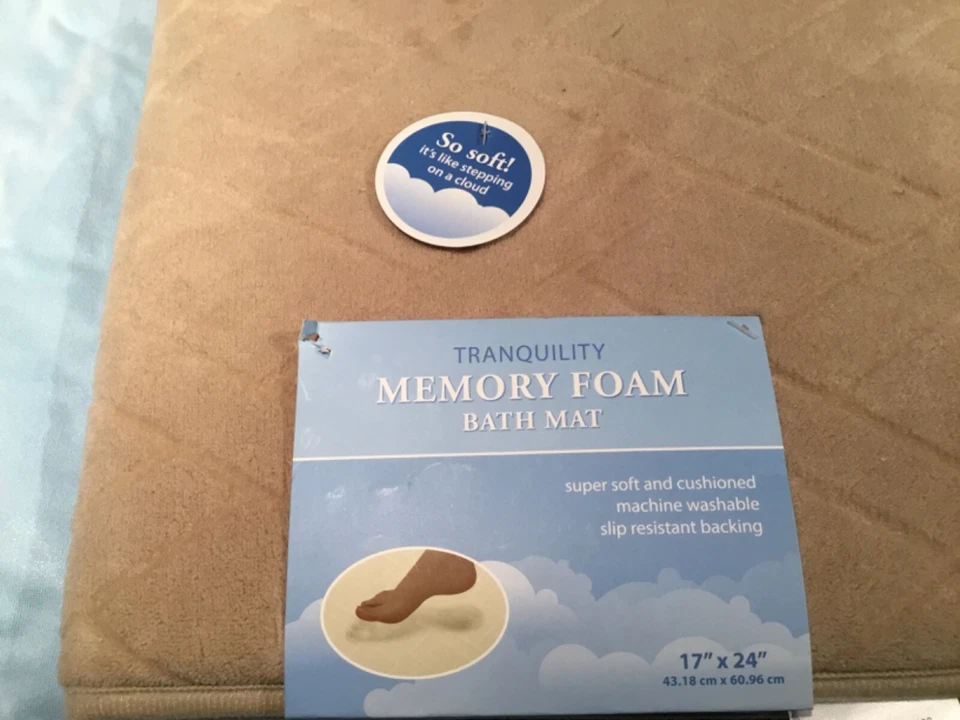 So soft!
it's like stepping
on a cloud
TRANQUILITY
MEMORY FOAM
BATH MAT
super soft and cushioned
machine washable
slip resistant backing
17" x 24"
43.18 cm x 60.96 cm